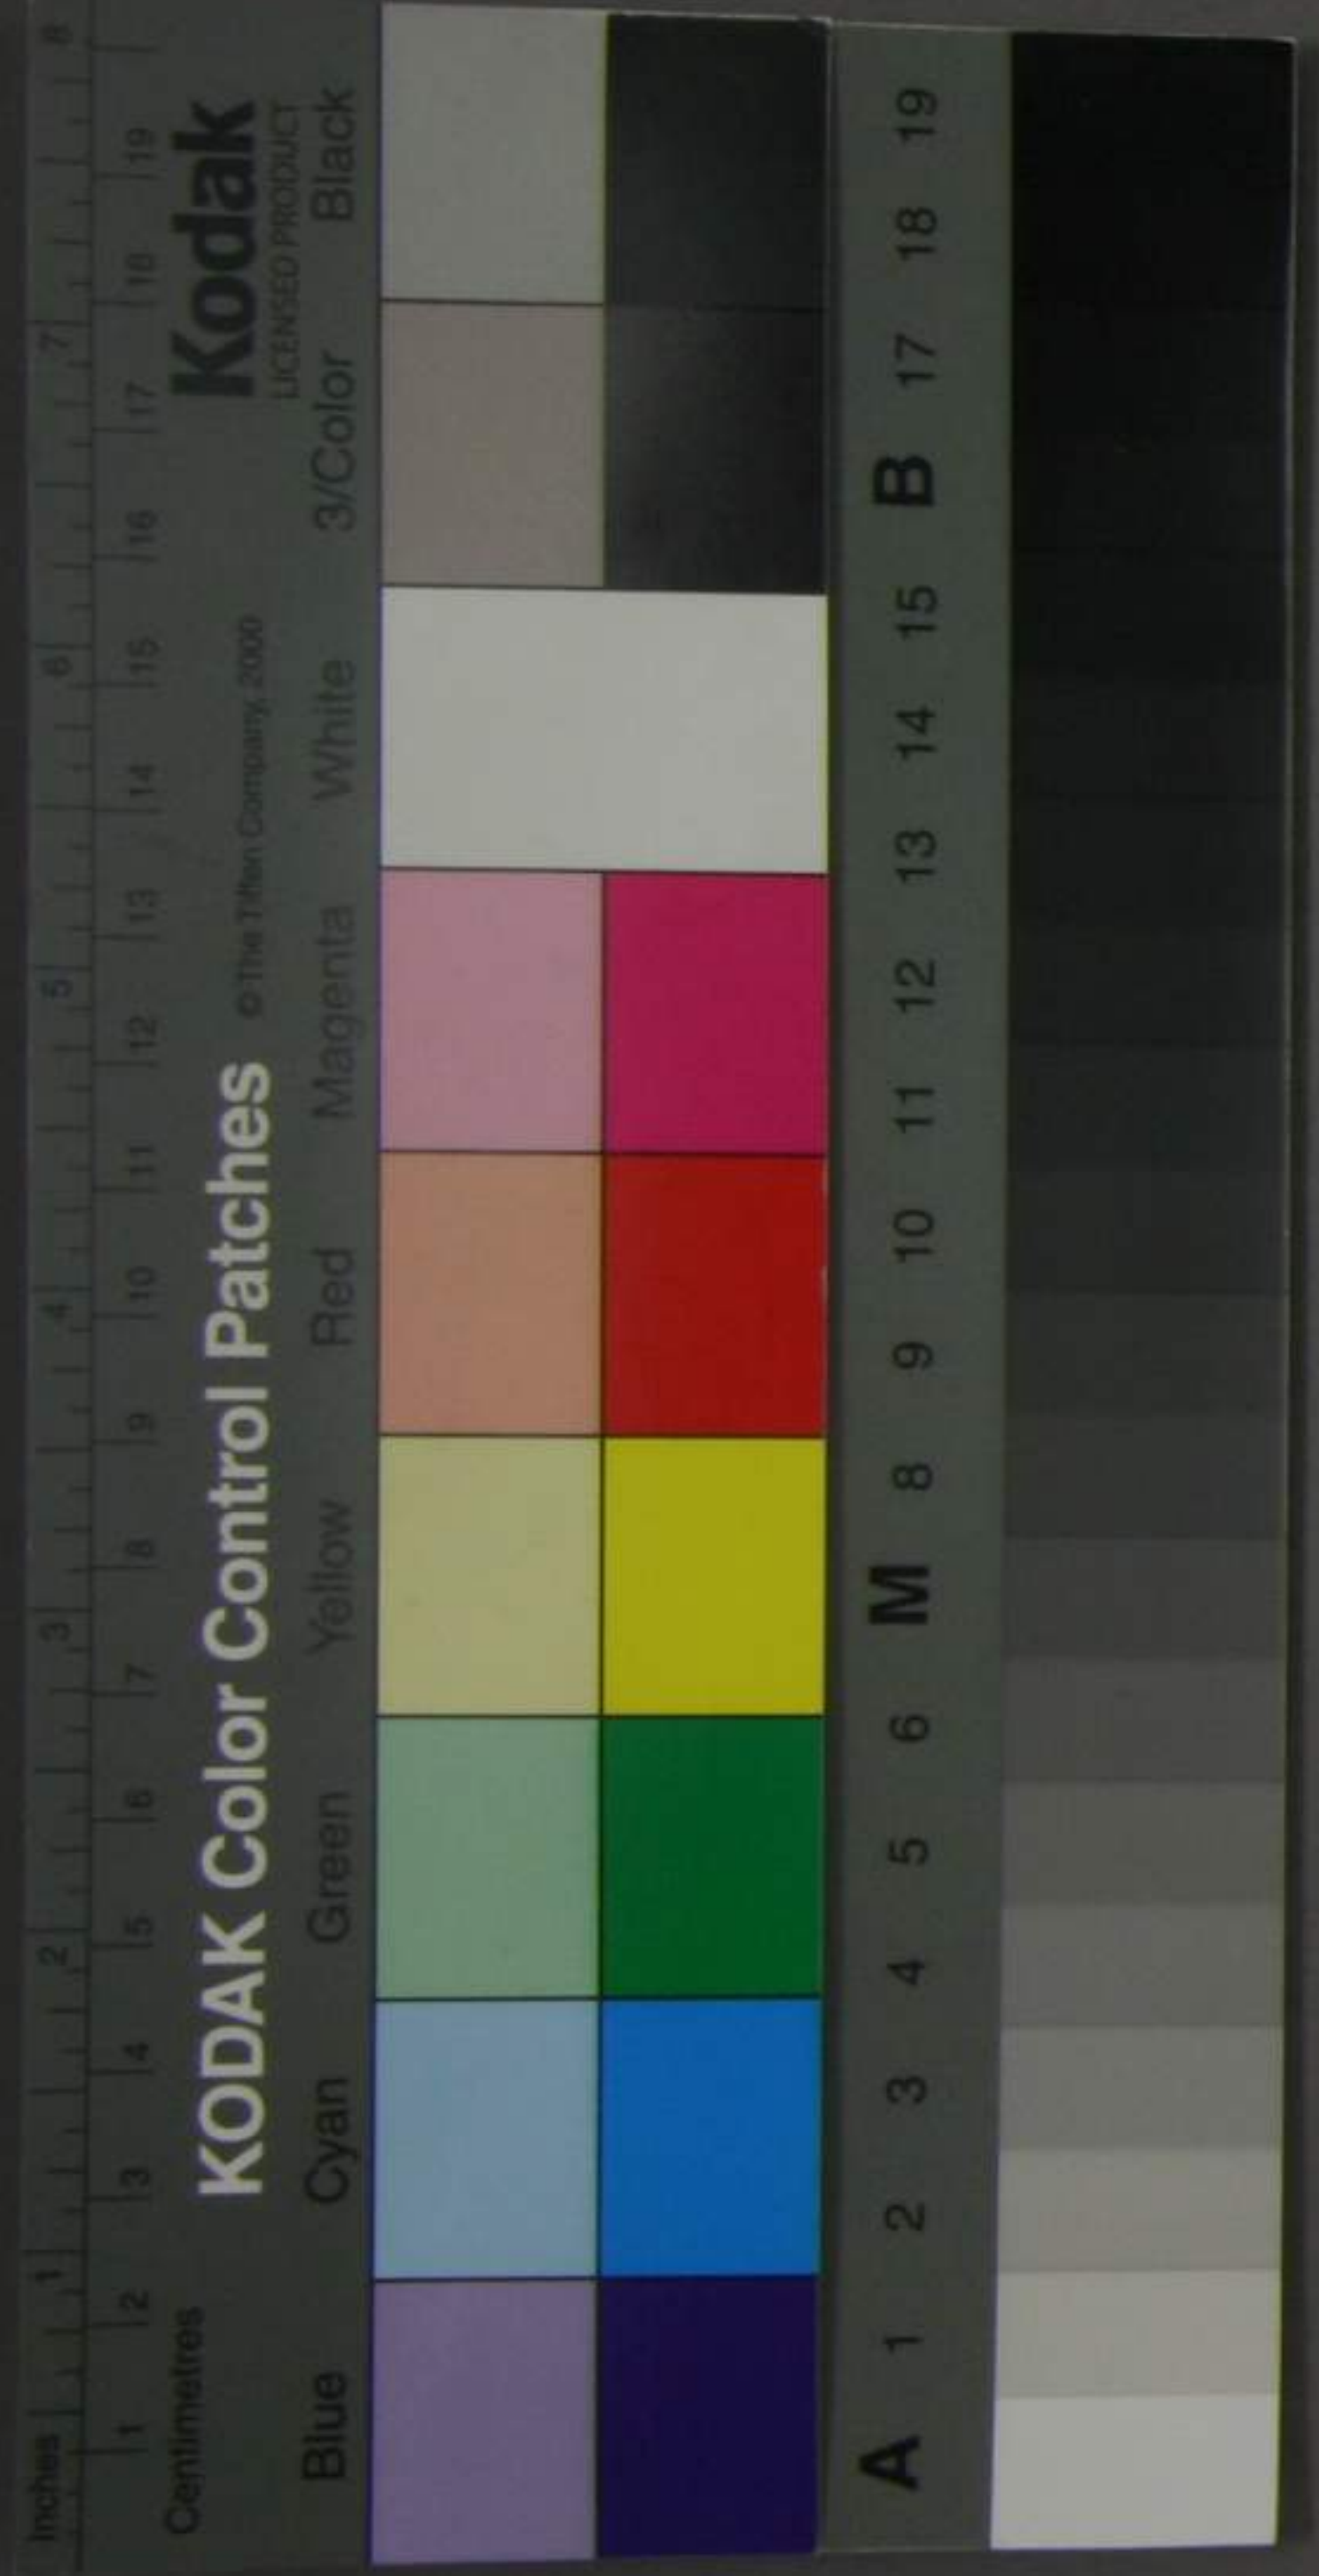 Inches 1 2 3 4 5 6 7 8
Centimetres 1 2 3 4 5 6 7 8 9 10 11 12 13 14 15 16 17 18 19
KODAK Color Control Patches © The Tiffen Company, 2000 Kodak
LICENSED PRODUCT
Blue Cyan Green Yellow Red Magenta White 3/Color Black
A 1 2 3 4 5 6 M 8 9 10 11 12 13 14 15 B 17 18 19